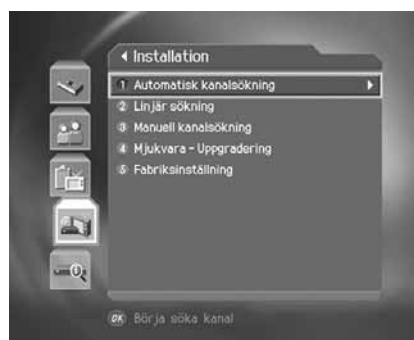 Installation
1 Automatisk kanalsökning
2 Linjär sökning
3 Manuell kanalsökning
4 Mjukvara - Uppgradering
5 Fabriksinställning
OK Börja söka kanal